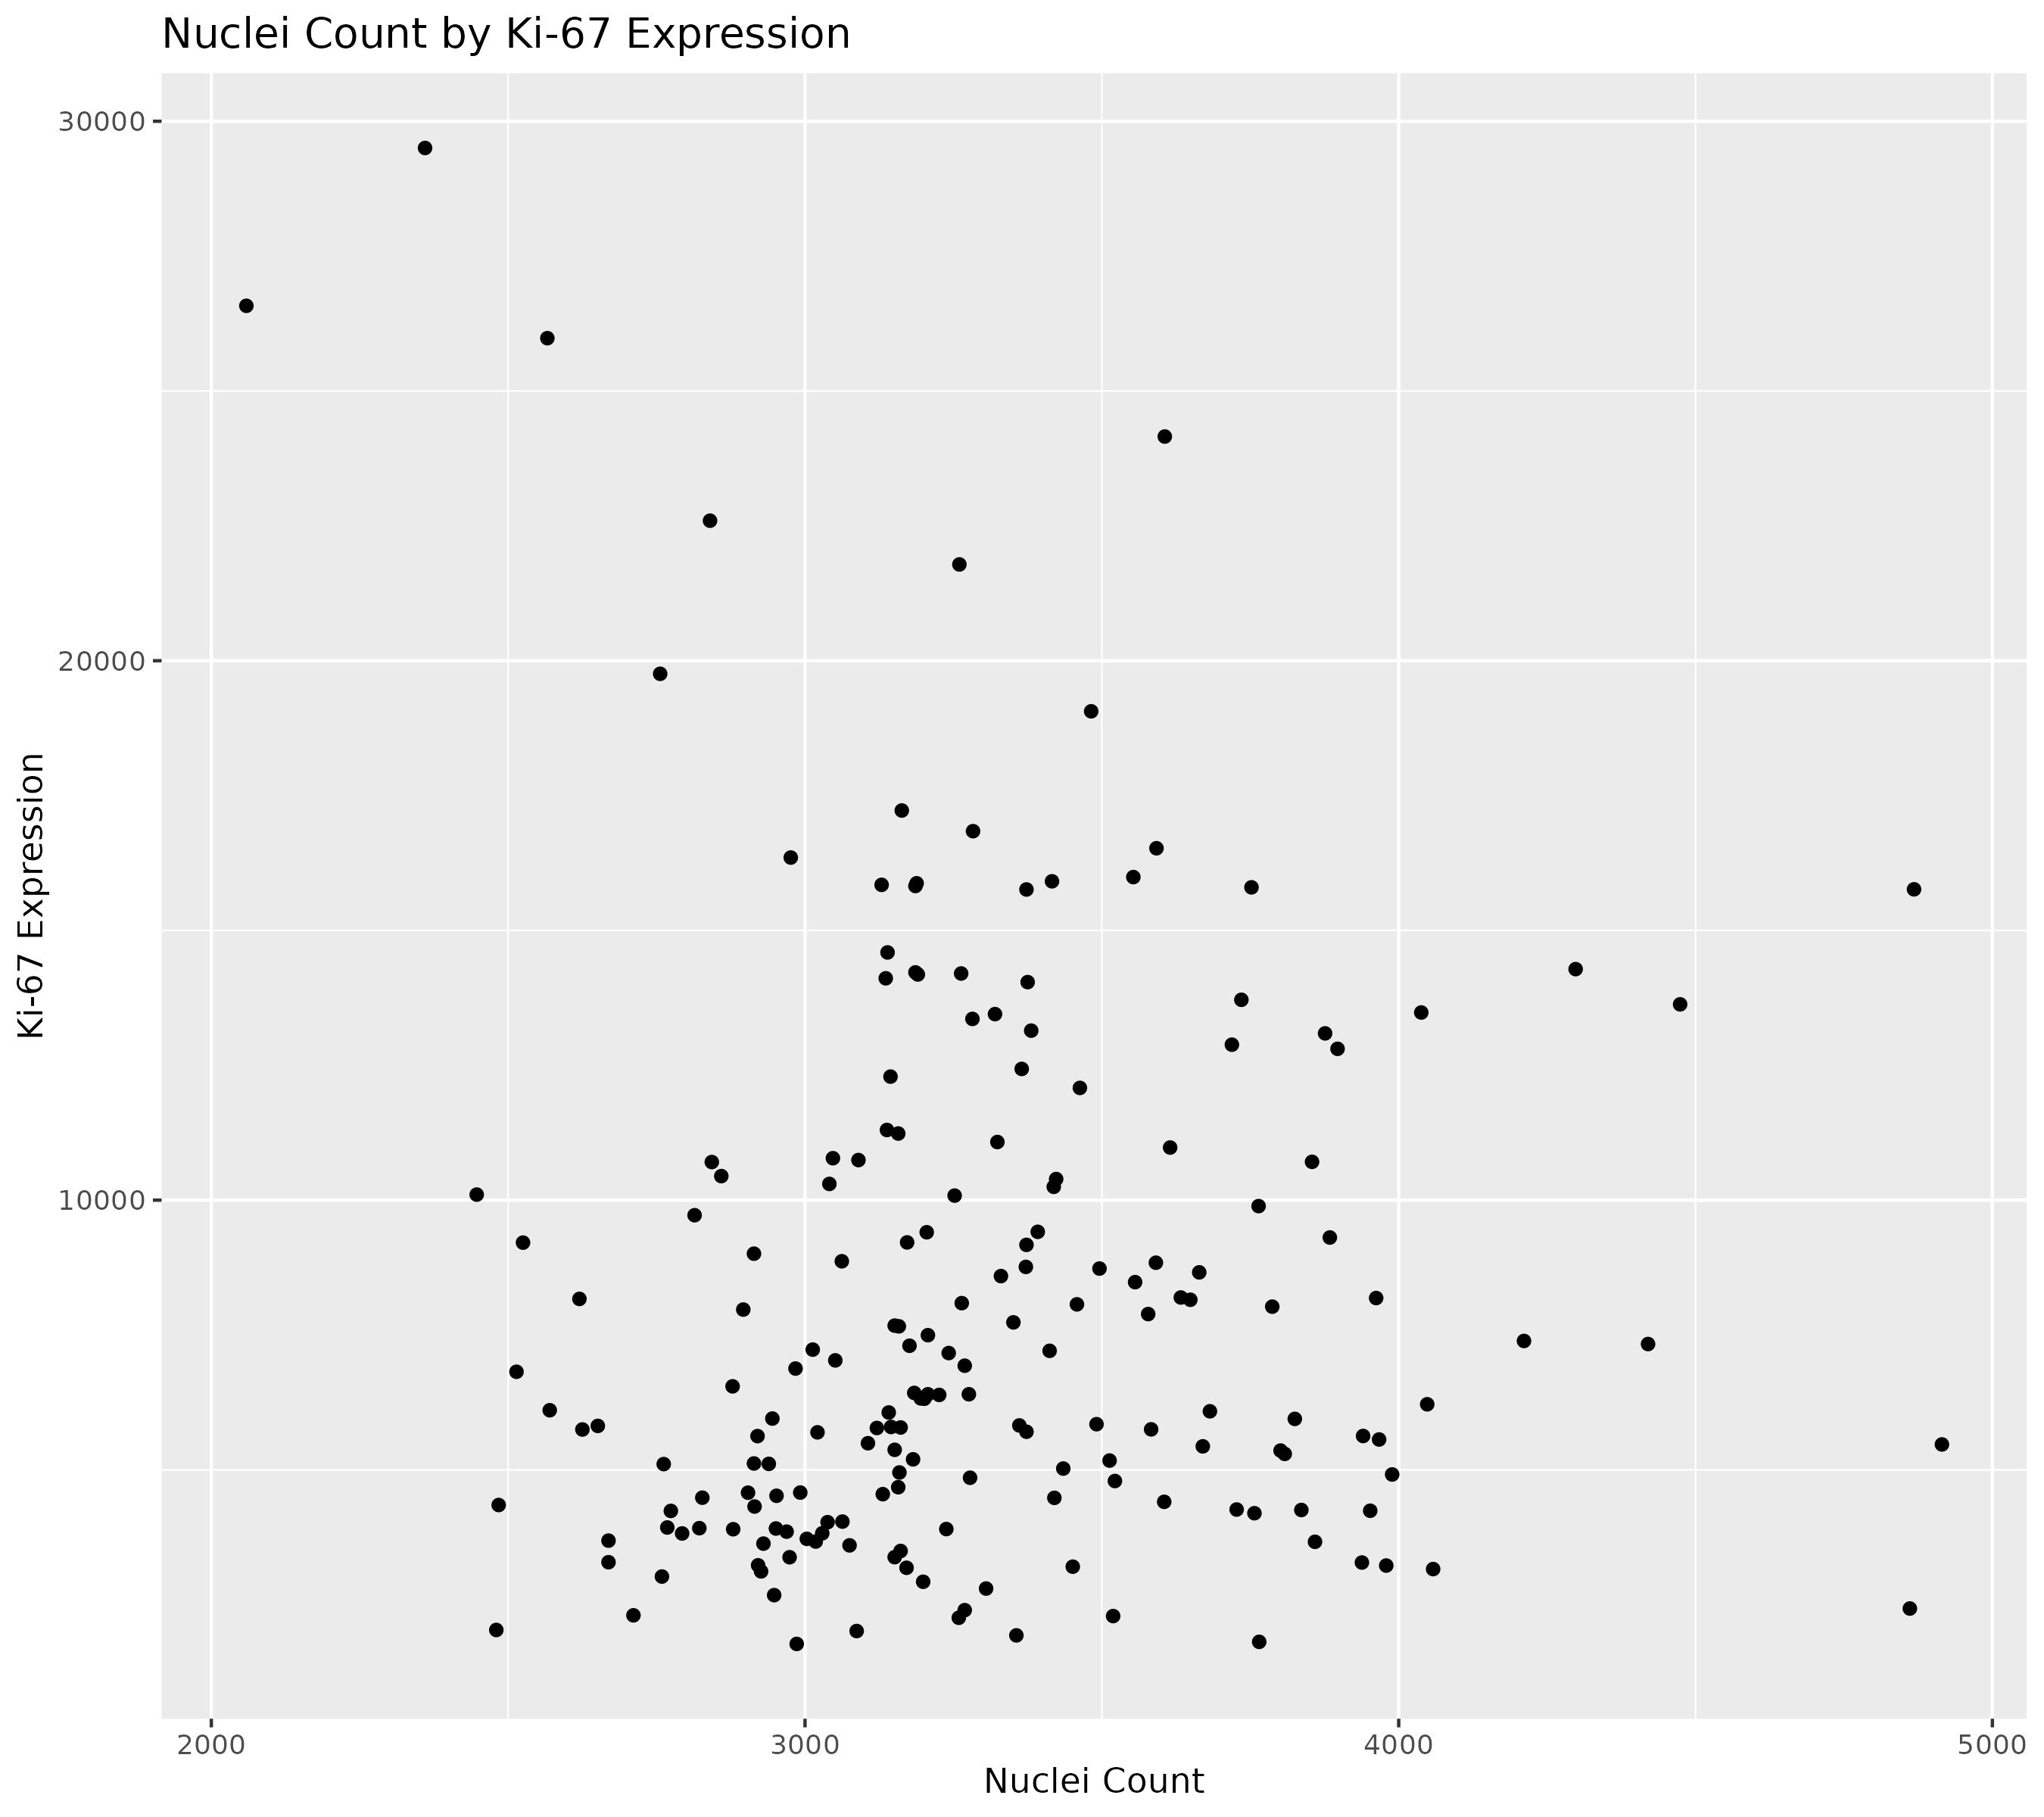 Nuclei Count by Ki-67 Expression
30000
20000
10000
Ki-67 Expression
2000 3000 4000 5000
Nuclei Count